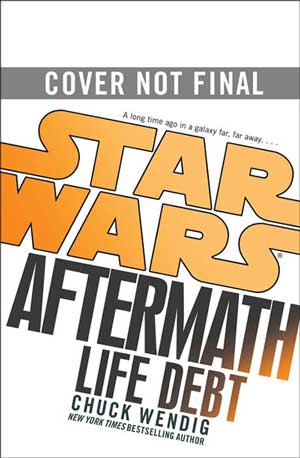 COVER NOT FINAL
A long time ago in a galaxy far, far away. . . .
STAR
WARS®
AFTERMATH
LIFE DEBT
CHUCK WENDIG
NEW YORK TIMES BESTSELLING AUTHOR